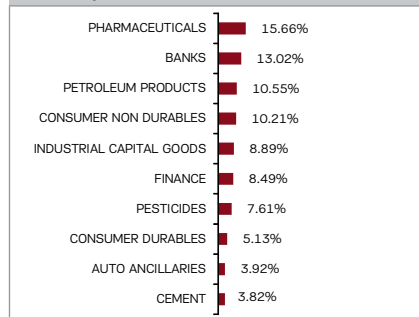 PHARMACEUTICALS 15.66%
BANKS 13.02%
PETROLEUM PRODUCTS 10.55%
CONSUMER NON DURABLES 10.21%
INDUSTRIAL CAPITAL GOODS 8.89%
FINANCE 8.49%
PESTICIDES 7.61%
CONSUMER DURABLES 5.13%
AUTO ANCILLARIES 3.92%
CEMENT 3.82%